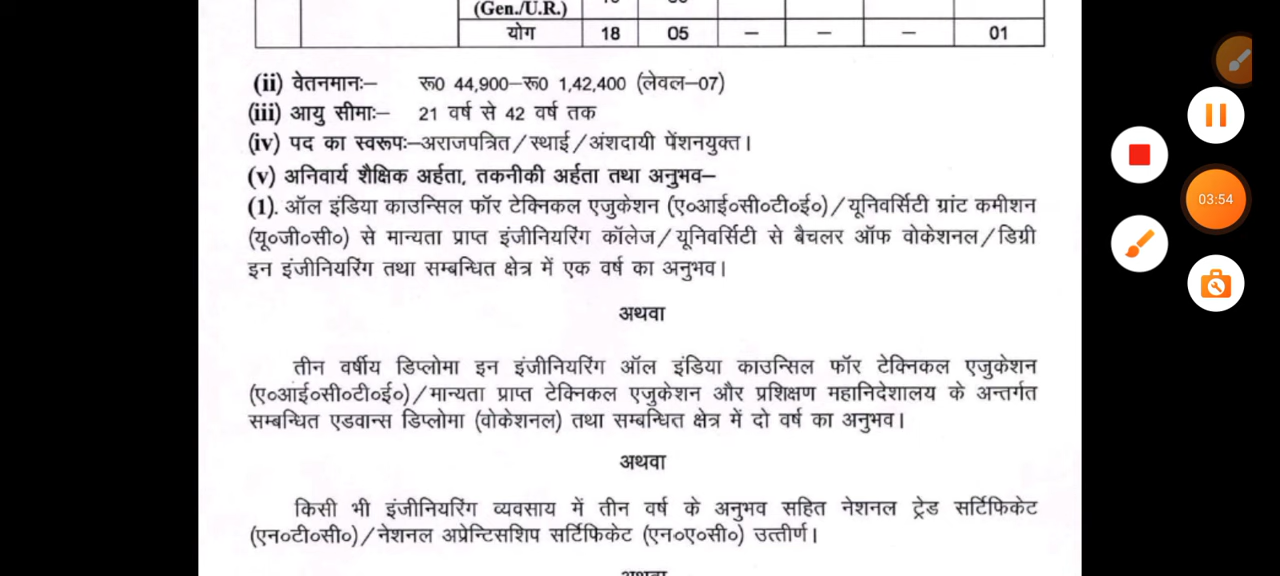 (Gen./U.R.)
योग 18 05 – – – 01
(ii) वेतनमानः– रू0 44,900–रू0 1,42,400 (लेवल–07)
(iii) आयु सीमाः– 21 वर्ष से 42 वर्ष तक
(iv) पद का स्वरूपः–अराजपत्रित/स्थाई/अंशदायी पेंशनयुक्त।
(v) अनिवार्य शैक्षिक अर्हता, तकनीकी अर्हता तथा अनुभव–
(1). ऑल इंडिया काउन्सिल फॉर टेक्निकल एजुकेशन (ए०आई०सी०टी०ई०)/यूनिवर्सिटी ग्रांट कमीशन
(यू०जी०सी०) से मान्यता प्राप्त इंजीनियरिंग कॉलेज/यूनिवर्सिटी से बैचलर ऑफ वोकेशनल/डिग्री
इन इंजीनियरिंग तथा सम्बन्धित क्षेत्र में एक वर्ष का अनुभव।
अथवा
तीन वर्षीय डिप्लोमा इन इंजीनियरिंग ऑल इंडिया काउन्सिल फॉर टेक्निकल एजुकेशन
(ए०आई०सी०टी०ई०)/मान्यता प्राप्त टेक्निकल एजुकेशन और प्रशिक्षण महानिदेशालय के अन्तर्गत
सम्बन्धित एडवान्स डिप्लोमा (वोकेशनल) तथा सम्बन्धित क्षेत्र में दो वर्ष का अनुभव।
अथवा
किसी भी इंजीनियरिंग व्यवसाय में तीन वर्ष के अनुभव सहित नेशनल ट्रेड सर्टिफिकेट
(एन०टी०सी०)/नेशनल अप्रेन्टिसशिप सर्टिफिकेट (एन०ए०सी०) उत्तीर्ण।
03:54